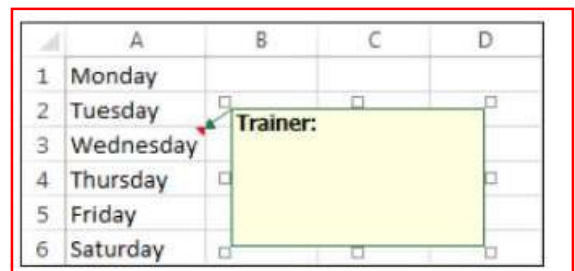 A B C D
1 Monday
2 Tuesday
Trainer:
3 Wednesday
4 Thursday
5 Friday
6 Saturday